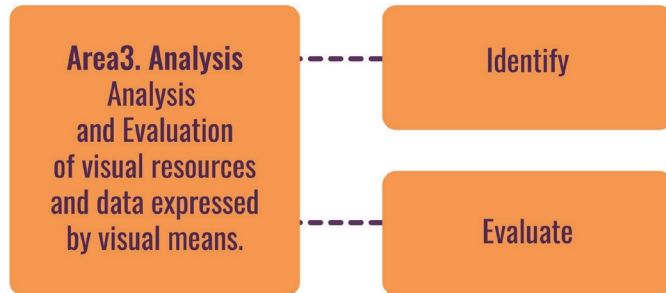 Area3. Analysis
Analysis
and Evaluation
of visual resources
and data expressed
by visual means.
Identify
Evaluate